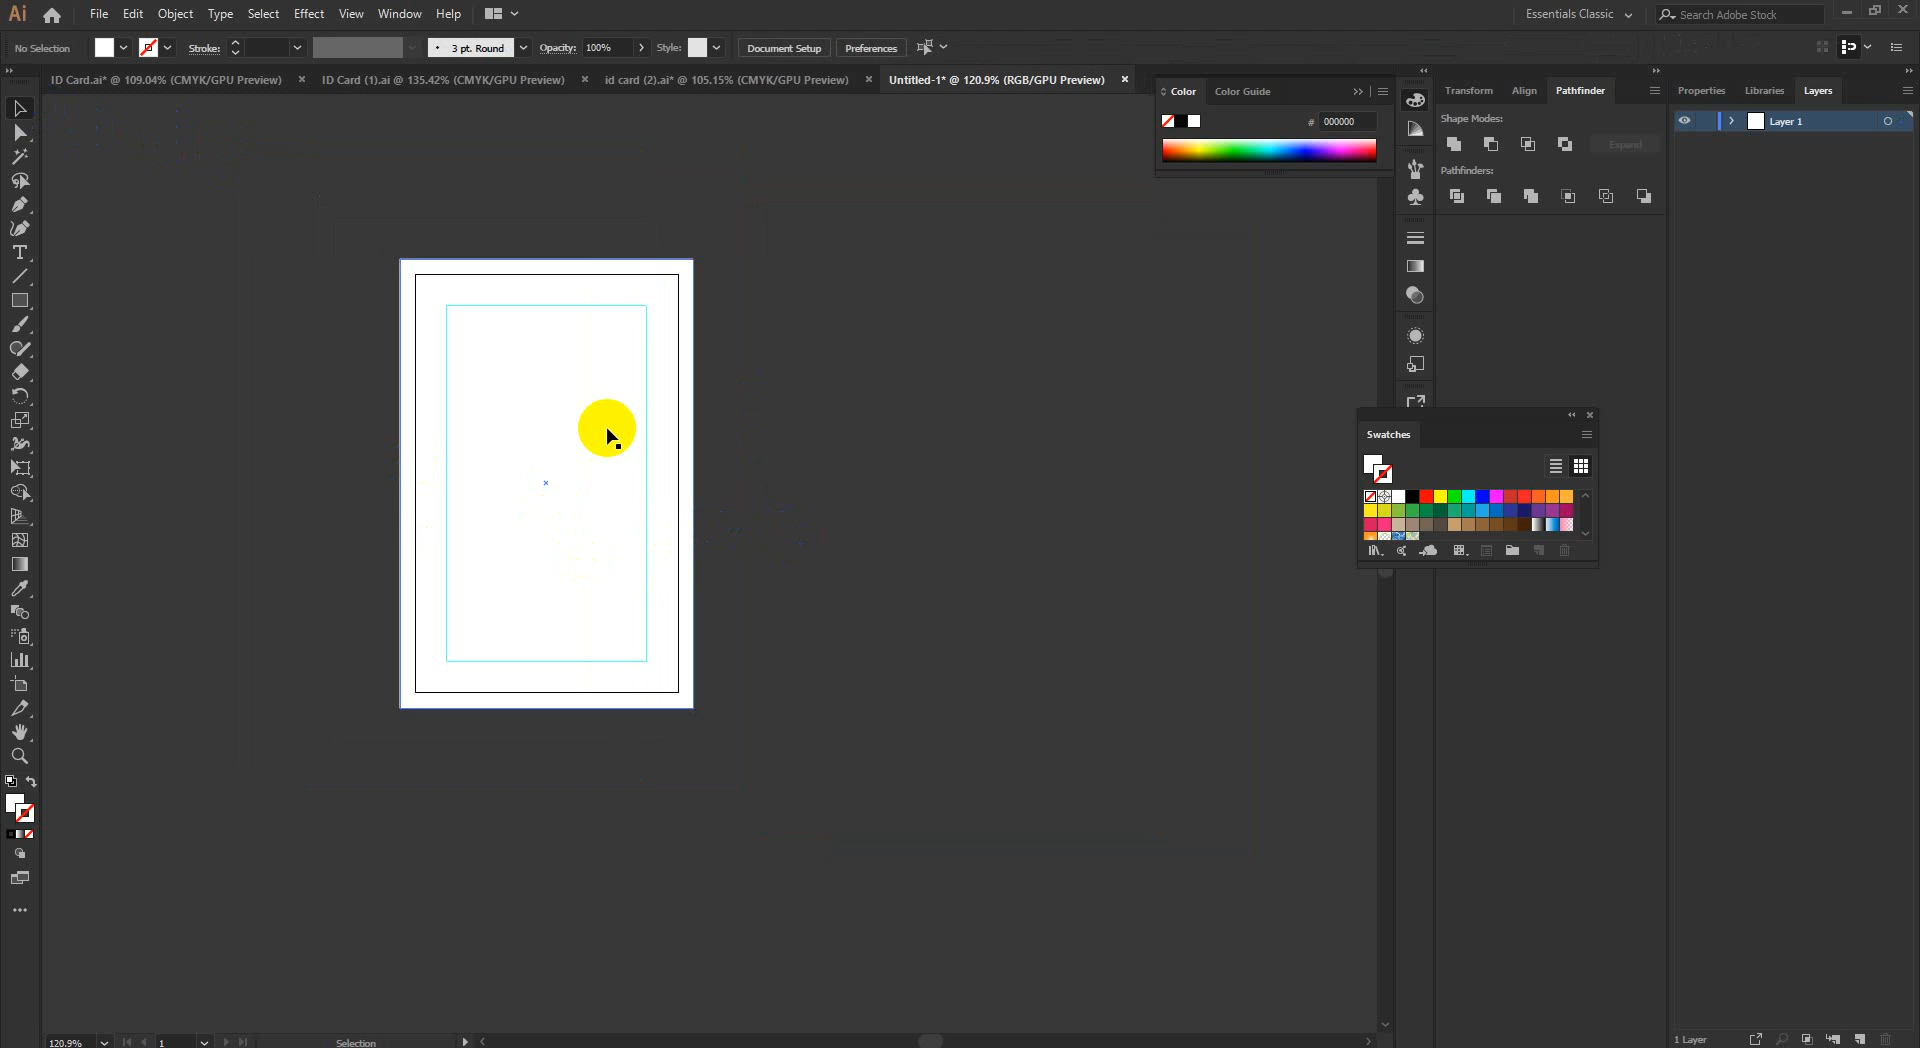 Ai File Edit Object Type Select Effect View Window Help Essentials Classic Search Adobe Stock
No Selection Stroke: 3 pt. Round Opacity: 100% Style: Document Setup Preferences
ID Card.ai* @ 109.04% (CMYK/GPU Preview) ID Card (1).ai @ 135.42% (CMYK/GPU Preview) id card (2).ai* @ 105.15% (CMYK/GPU Preview) Untitled-1* @ 120.9% (RGB/GPU Preview)
Color Color Guide Transform Align Pathfinder Properties Libraries Layers
# 000000 Shape Modes: Layer 1
Expand
Pathfinders:
Swatches
120.9% 1 Selection 1 Layer